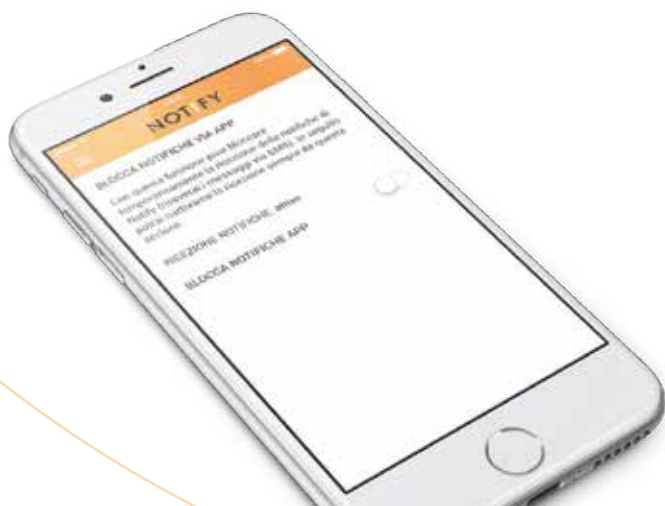 NOTIFY
BLOCCA NOTIFICHE VIA APP
Con questa funzione puoi bloccare
temporaneamente la ricezione delle notifiche di
Notify (riceverai i messaggi via SMS). In seguito
potrai riattivarne la ricezione sempre da questa
sezione.
RICEZIONE NOTIFICHE: attiva
BLOCCA NOTIFICHE APP